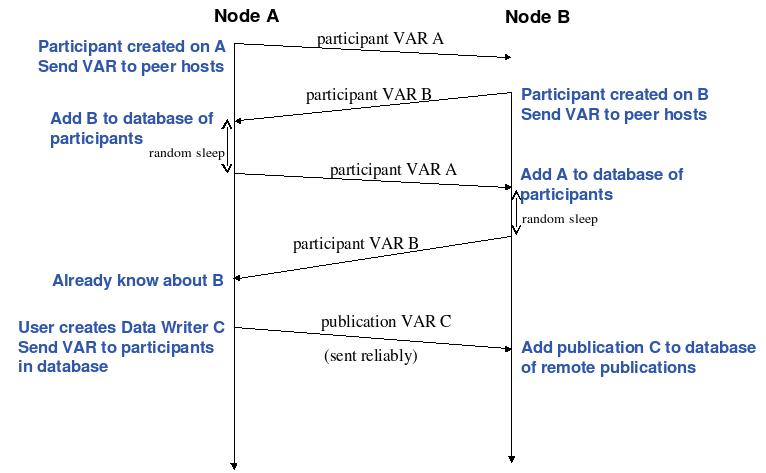 Node A
Node B
participant VAR A
Participant created on A
Send VAR to peer hosts
participant VAR B
Participant created on B
Send VAR to peer hosts
Add B to database of
participants
random sleep
participant VAR A
Add A to database of
participants
random sleep
participant VAR B
Already know about B
publication VAR C
User creates Data Writer C
Send VAR to participants
in database
(sent reliably)
Add publication C to database
of remote publications